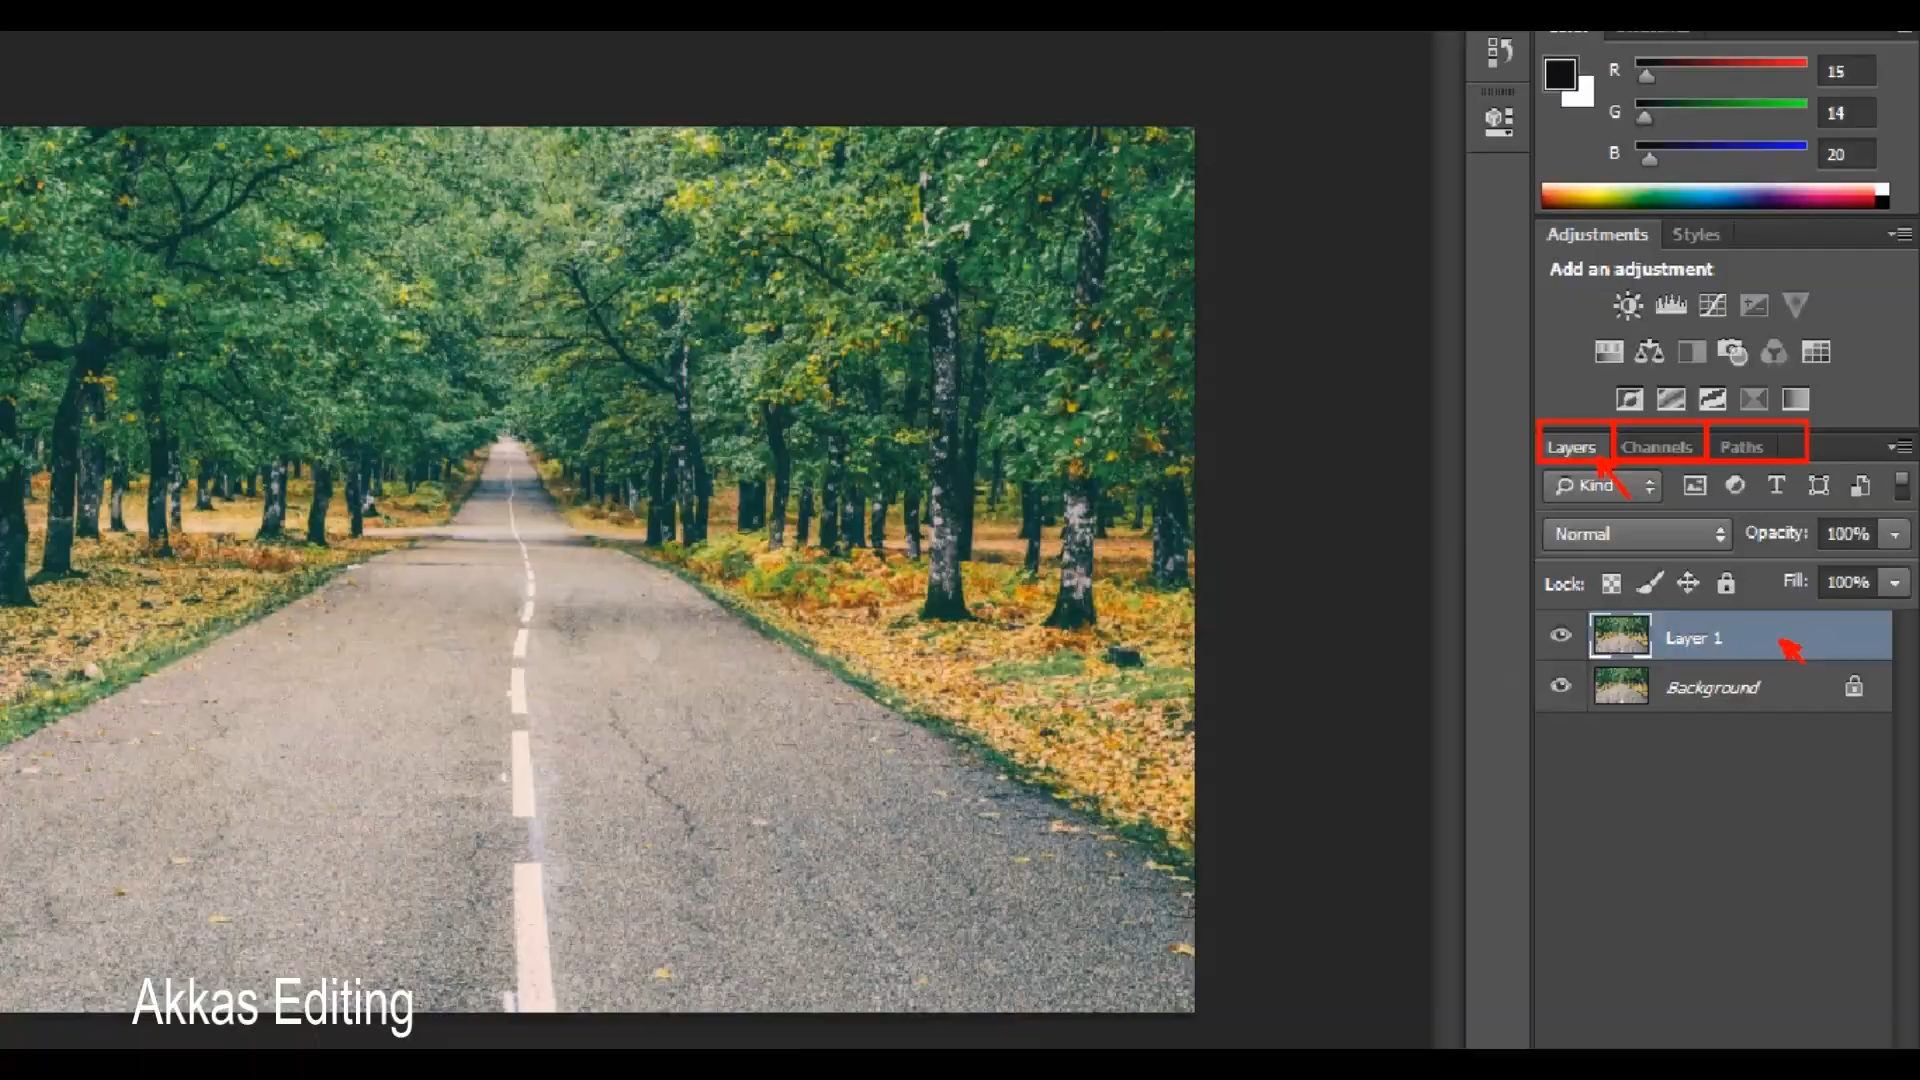 R 15
G 14
B 20
Adjustments Styles
Add an adjustment
Layers Channels Paths
Kind
Normal Opacity: 100%
Lock: Fill: 100%
Layer 1
Background
Akkas Editing